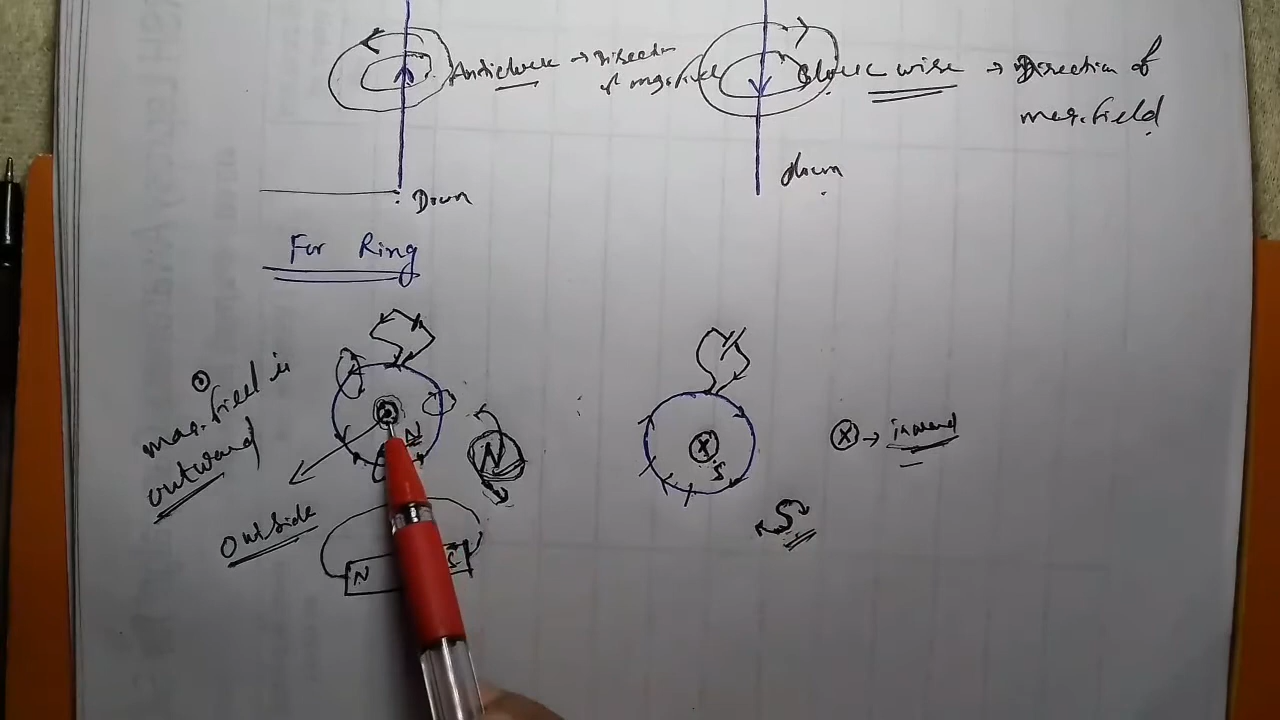 Anticlock → Direction
of mag.field
Clock wise → Direction of
mag.field
Down
down
For Ring
mag. field is
outward
outside
N
N
N
S
S
→ inward